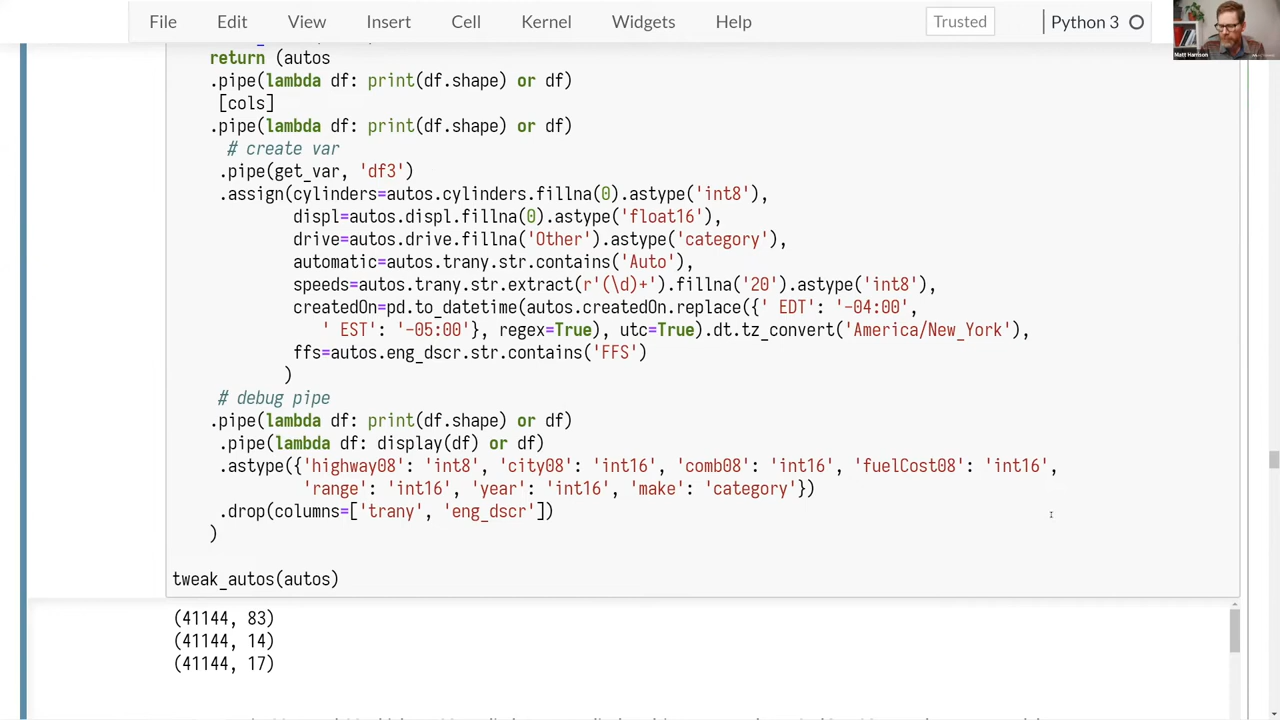 File Edit View Insert Cell Kernel Widgets Help Trusted Python 3
Matt Harrison
return (autos
.pipe(lambda df: print(df.shape) or df)
[cols]
.pipe(lambda df: print(df.shape) or df)
# create var
.pipe(get_var, 'df3')
.assign(cylinders=autos.cylinders.fillna(0).astype('int8'),
displ=autos.displ.fillna(0).astype('float16'),
drive=autos.drive.fillna('Other').astype('category'),
automatic=autos.trany.str.contains('Auto'),
speeds=autos.trany.str.extract(r'(\d)+').fillna('20').astype('int8'),
createdOn=pd.to_datetime(autos.createdOn.replace({' EDT': '-04:00',
' EST': '-05:00'}, regex=True), utc=True).dt.tz_convert('America/New_York'),
ffs=autos.eng_dscr.str.contains('FFS')
)
# debug pipe
.pipe(lambda df: print(df.shape) or df)
.pipe(lambda df: display(df) or df)
.astype({'highway08': 'int8', 'city08': 'int16', 'comb08': 'int16', 'fuelCost08': 'int16',
'range': 'int16', 'year': 'int16', 'make': 'category'})
.drop(columns=['trany', 'eng_dscr'])
)
tweak_autos(autos)
(41144, 83)
(41144, 14)
(41144, 17)